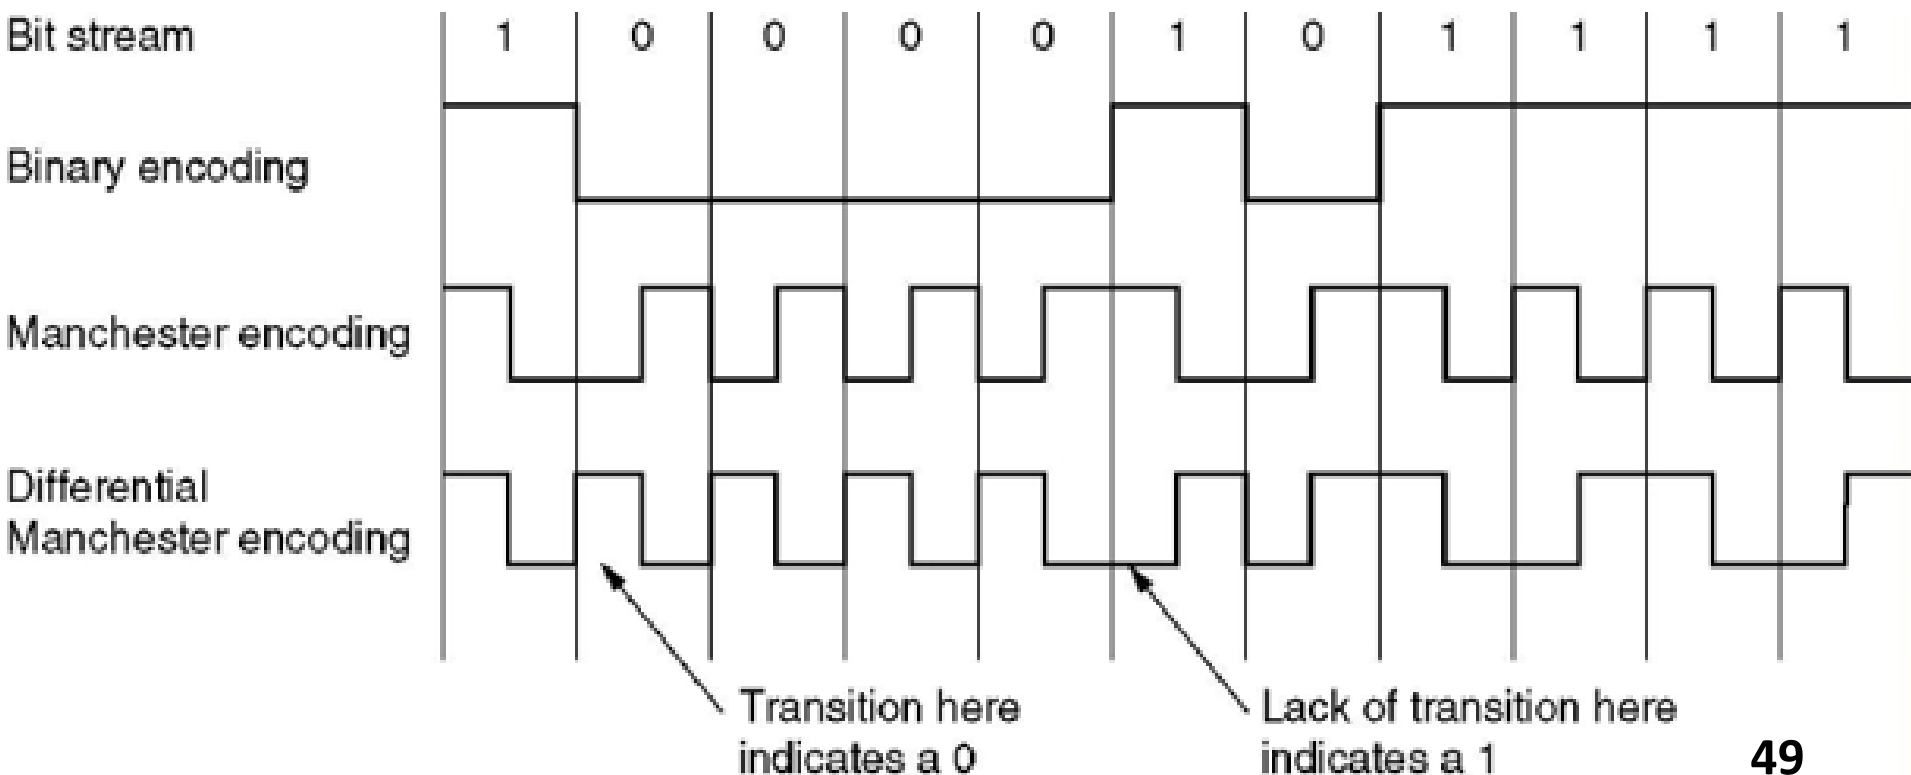 Bit stream 1 0 0 0 0 1 0 1 1 1 1
Binary encoding
Manchester encoding
Differential
Manchester encoding
Transition here
indicates a 0
Lack of transition here
indicates a 1
49